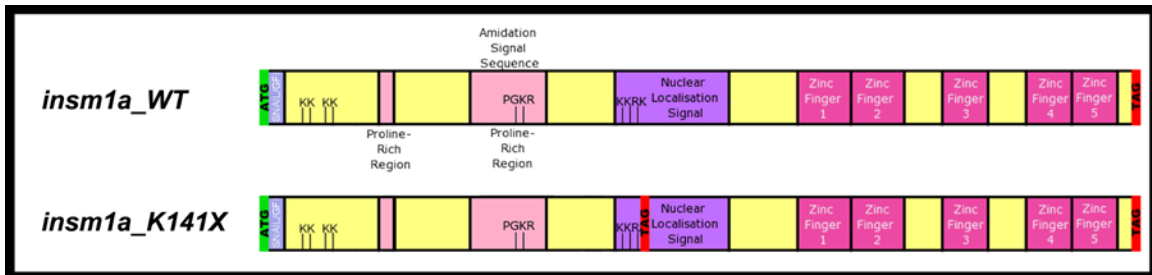 Amidation
Signal
Sequence
insm1a_WT
ATG
SNAIL/GF
KK KK
PGKR
KKRK
Nuclear
Localisation
Signal
Zinc
Finger
1
Zinc
Finger
2
Zinc
Finger
3
Zinc
Finger
4
Zinc
Finger
5
TAG
Proline-
Rich
Region
Proline-
Rich
Region
insm1a_K141X
ATG
SNAIL/GF
KK KK
PGKR
KKR
TAG
Nuclear
Localisation
Signal
Zinc
Finger
1
Zinc
Finger
2
Zinc
Finger
3
Zinc
Finger
4
Zinc
Finger
5
TAG